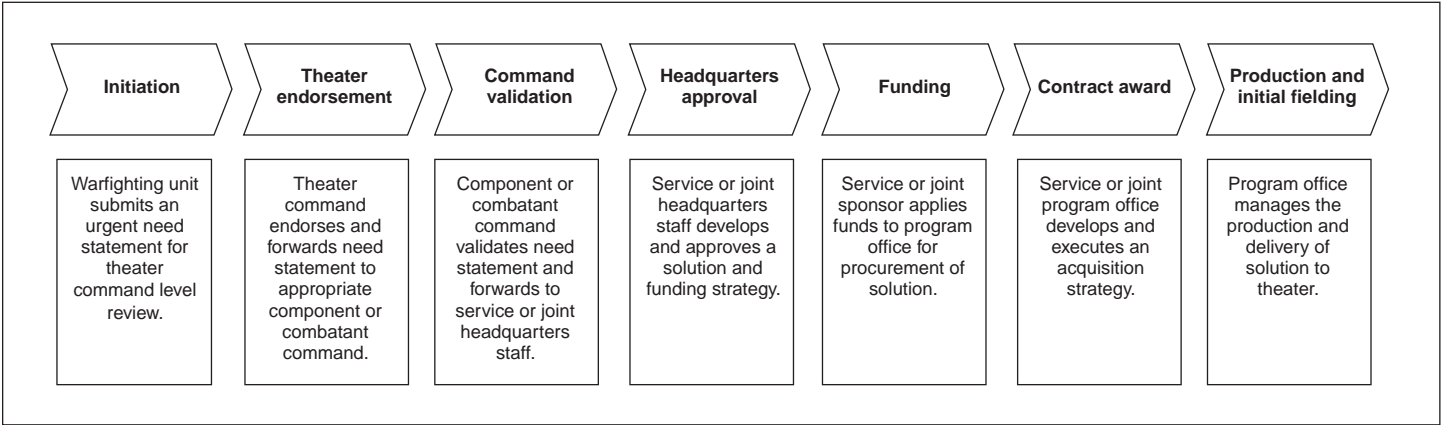 Initiation
Theater
endorsement
Command
validation
Headquarters
approval
Funding
Contract award
Production and
initial fielding
Warfighting unit
submits an
urgent need
statement for
theater
command level
review.
Theater
command
endorses and
forwards need
statement to
appropriate
component or
combatant
command.
Component or
combatant
command
validates need
statement and
forwards to
service or joint
headquarters
staff.
Service or joint
headquarters
staff develops
and approves a
solution and
funding strategy.
Service or joint
sponsor applies
funds to program
office for
procurement of
solution.
Service or joint
program office
develops and
executes an
acquisition
strategy.
Program office
manages the
production and
delivery of
solution to
theater.